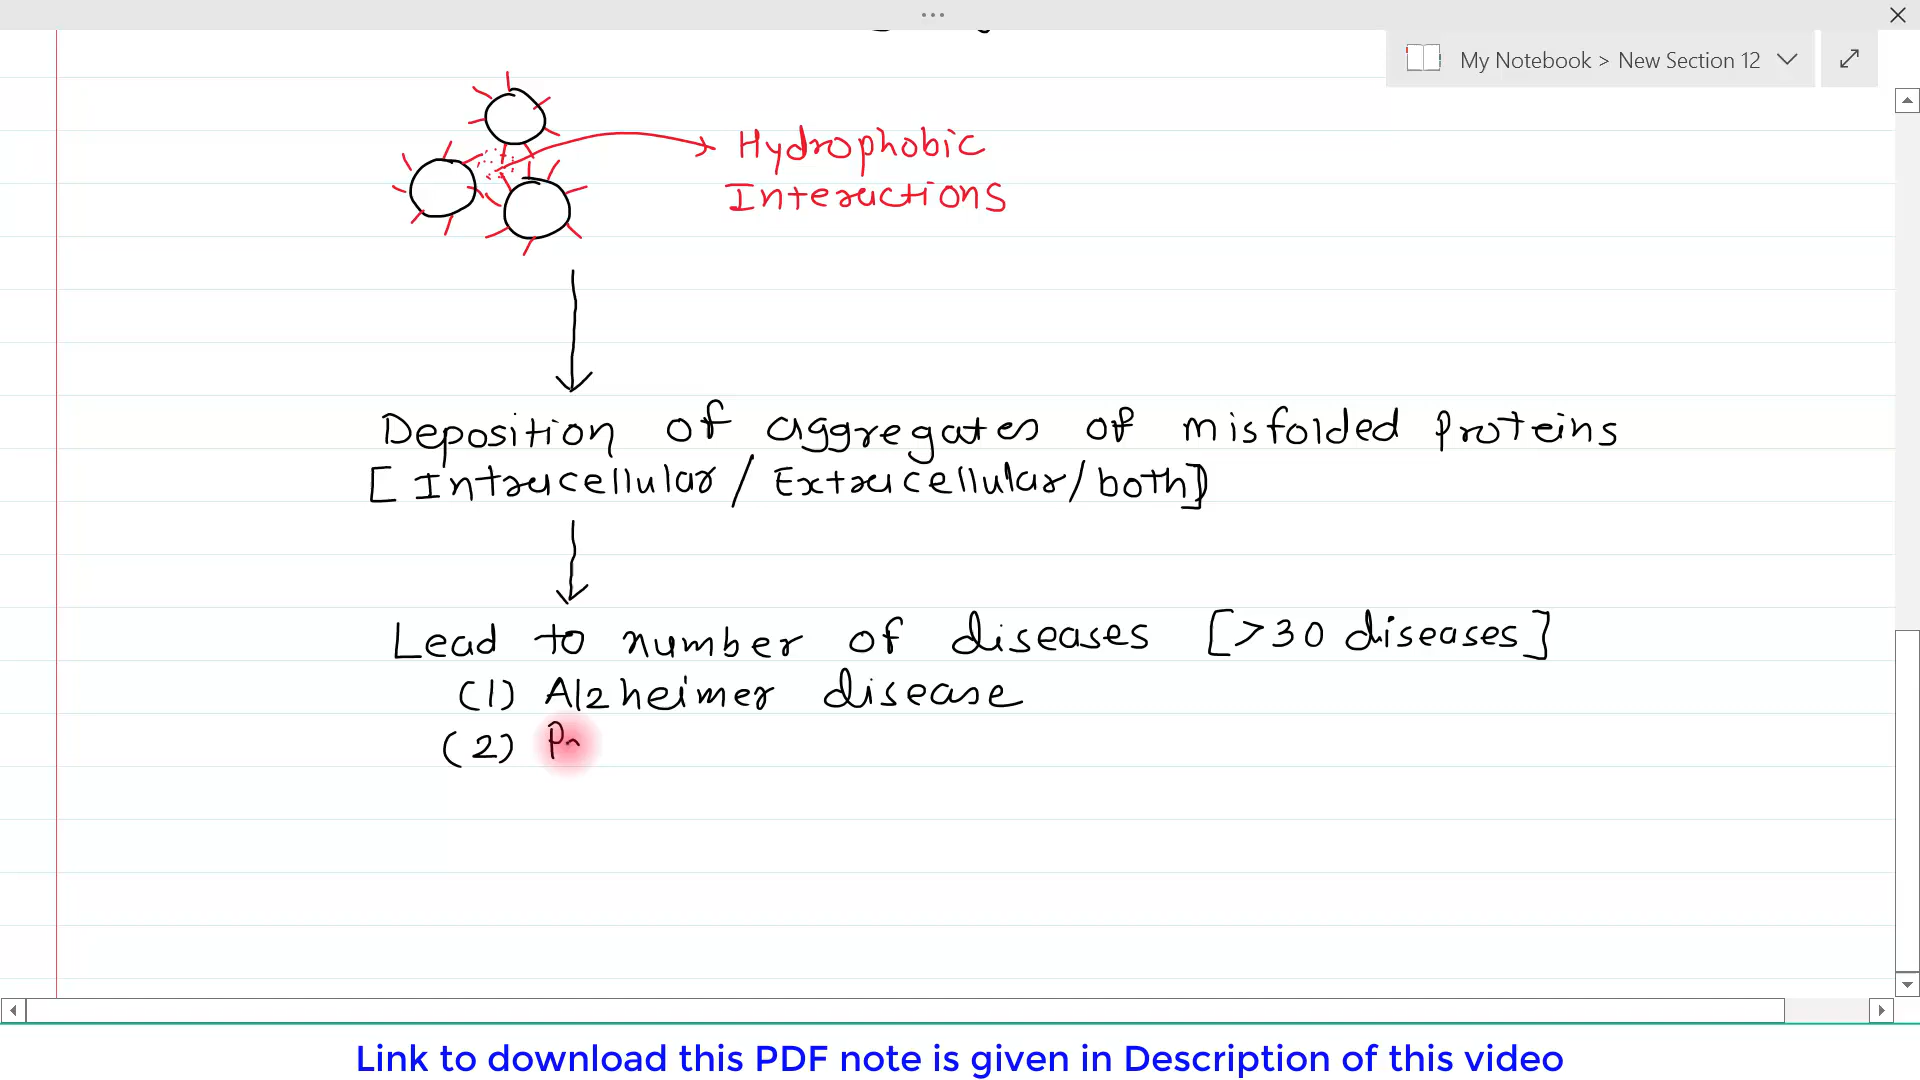 My Notebook > New Section 12
Hydrophobic
Interactions
Deposition of aggregates of misfolded proteins
[Intracellular / Extracellular / both]
Lead to number of diseases [>30 diseases]
(1) Alzheimer disease
(2)
Link to download this PDF note is given in Description of this video